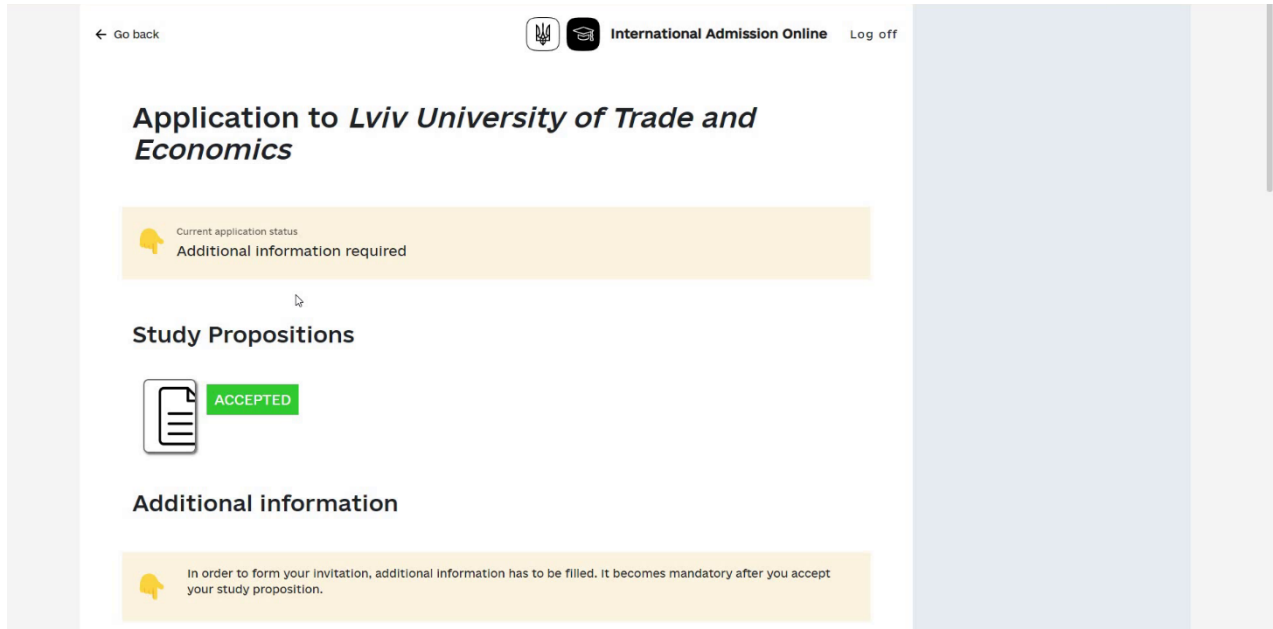 ← Go back
International Admission Online
Log off
Application to Lviv University of Trade and
Economics
Current application status
Additional information required
Study Propositions
ACCEPTED
Additional information
In order to form your invitation, additional information has to be filled. It becomes mandatory after you accept
your study proposition.